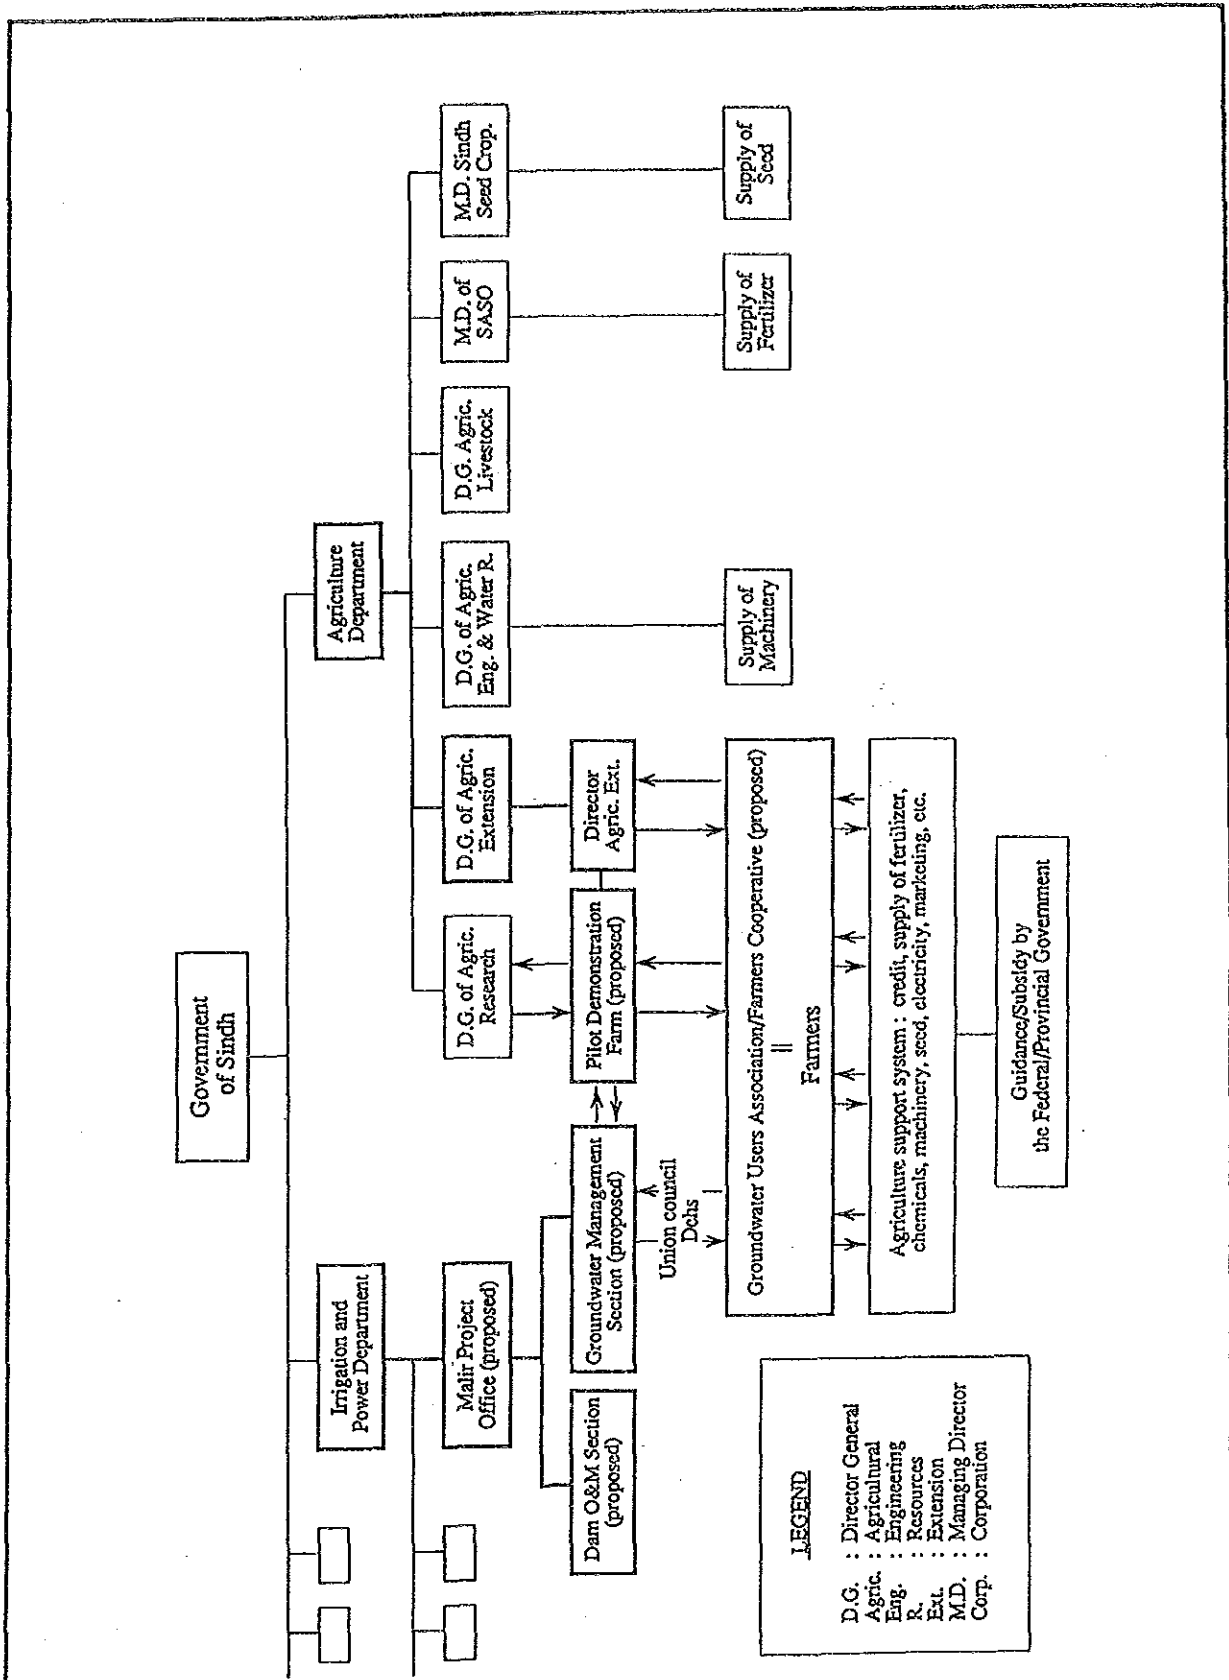 Government
of Sindh
Irrigation and
Power Department
Agriculture
Department
Malir Project
Office (proposed)
D.G. of Agric.
Research
D.G. of Agric.
Extension
D.G. of Agric.
Eng. & Water R.
D.G. Agric.
Livestock
M.D. of
SASO
M.D. Sindh
Seed Crop.
Dam O&M Section
(proposed)
Groundwater Management
Section (proposed)
Pilot Demonstration
Farm (proposed)
Director
Agric. Ext.
Union council
Dehs
Groundwater Users Association/Farmers Cooperative (proposed)
||
Farmers
Supply of
Machinery
Supply of
Fertilizer
Supply of
Seed
Agriculture support system : credit, supply of fertilizer,
chemicals, machinery, seed, electricity, marketing, etc.
Guidance/Subsidy by
the Federal/Provincial Government
LEGEND
D.G. : Director General
Agric. : Agricultural
Eng. : Engineering
R. : Resources
Ext. : Extension
M.D. : Managing Director
Corp. : Corporation